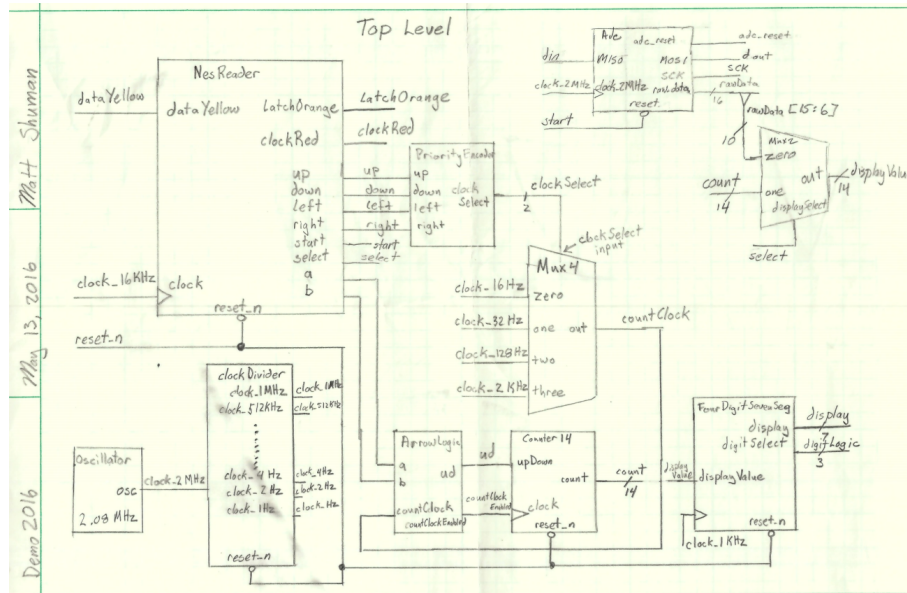 Top Level
Matt Shuman
May 13, 2016
Demo 2016
NesReader
dataYellow
dataYellow
LatchOrange
LatchOrange
clockRed
clockRed
up
down
left
right
start
select
a
b
up
down
left
right
start
select
clock_16KHz
clock
reset_n
reset_n
PriorityEncoder
up
down
left
right
clock
Select
clockSelect
2
clockSelect
input
Mux4
clock_16Hz
zero
clock_32Hz
one
out
clock_128Hz
two
clock_2KHz
three
countClock
Adc
adc_reset
adc_reset
din
MISO
MOSI
dout
SCK
SCK
clock_2MHz
clock_2MHz
rawData
rawData
16
reset
start
rawData [15:6]
10
Mux2
zero
count
14
one
out
displayValue
14
displaySelect
select
Oscillator
osc
2.08 MHz
clock_2MHz
clockDivider
clock_1MHz
clock_1MHz
clock_512KHz
clock_512KHz
clock_4Hz
clock_4Hz
clock_2Hz
clock_2Hz
clock_1Hz
clock_Hz
reset_n
ArrowLogic
a
b
ud
ud
countClock
countClockEnabled
countClock
Enabled
Counter14
upDown
count
count
14
clock
reset_n
FourDigitSevenSeg
display
display
7
digitSelect
digitLogic
3
display
Value
displayValue
reset_n
clock_1KHz